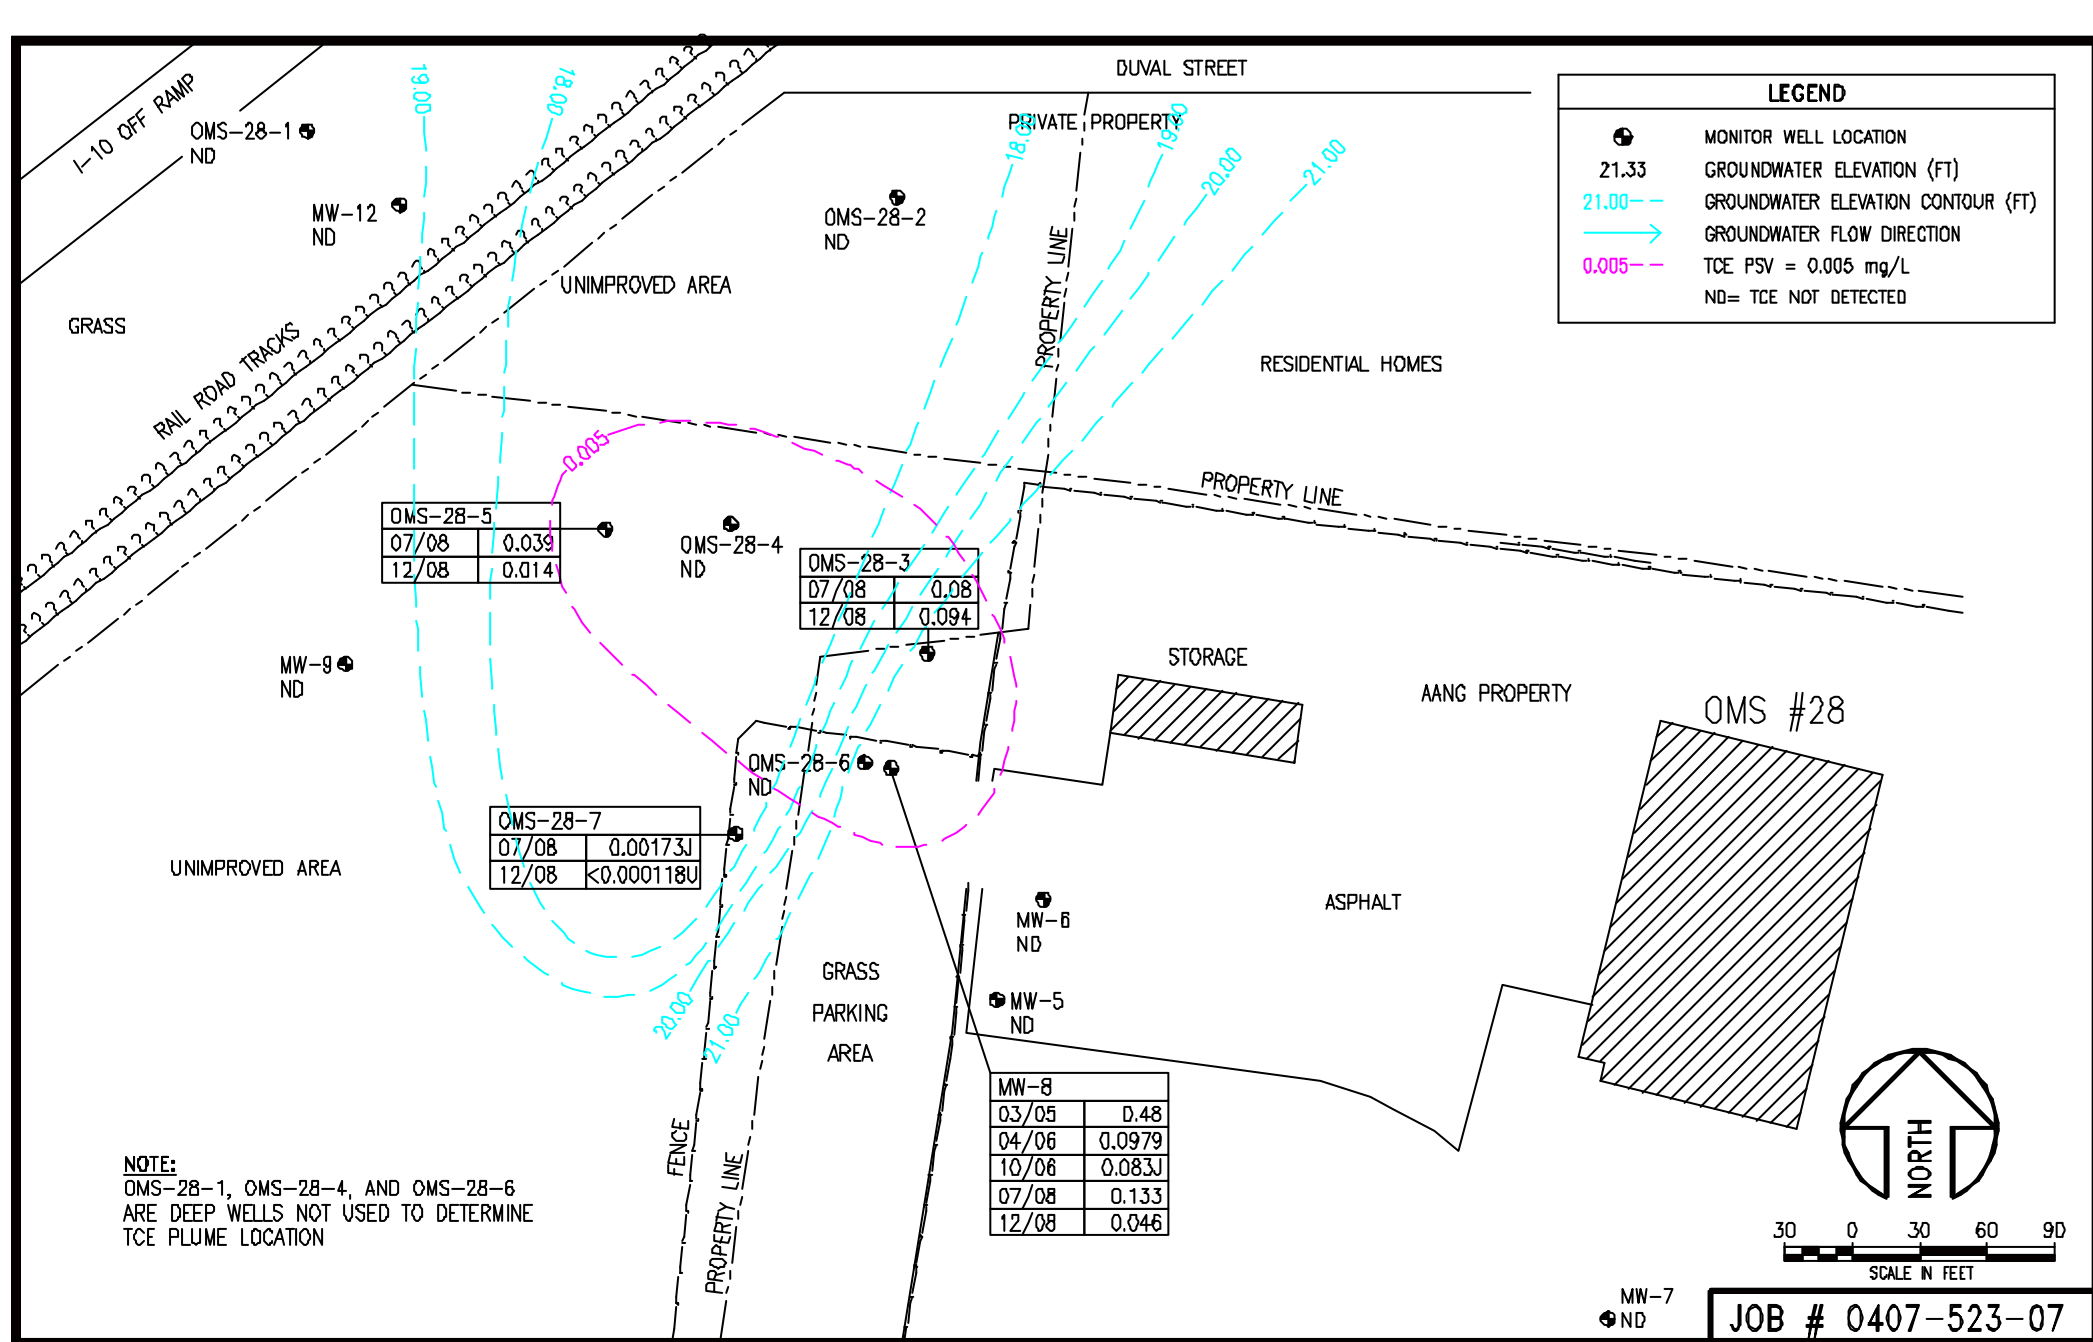 DUVAL STREET
LEGEND
MONITOR WELL LOCATION
21.33 GROUNDWATER ELEVATION (FT)
21.00 GROUNDWATER ELEVATION CONTOUR (FT)
GROUNDWATER FLOW DIRECTION
0.005 TCE PSV = 0.005 mg/L
ND= TCE NOT DETECTED
I-10 OFF RAMP
19.00
18.00
OMS-28-1
ND
PRIVATE PROPERTY
18.00
19.00
20.00
21.00
MW-12
ND
OMS-28-2
ND
PROPERTY LINE
UNIMPROVED AREA
GRASS
RAIL ROAD TRACKS
RESIDENTIAL HOMES
0.005
PROPERTY LINE
OMS-28-5
07/08 0.039
12/08 0.014
OMS-28-4
ND
OMS-28-3
07/08 0.08
12/08 0.094
MW-9
ND
STORAGE
AANG PROPERTY
OMS #28
OMS-28-6
ND
OMS-28-7
07/08 0.00173J
12/08 <0.000118U
UNIMPROVED AREA
ASPHALT
MW-6
ND
GRASS
PARKING
AREA
MW-5
ND
20.00
21.00
MW-8
03/05 0.48
04/06 0.0979
10/06 0.083J
07/08 0.133
12/08 0.046
FENCE
PROPERTY LINE
NOTE:
OMS-28-1, OMS-28-4, AND OMS-28-6
ARE DEEP WELLS NOT USED TO DETERMINE
TCE PLUME LOCATION
NORTH
30 0 30 60 90
SCALE IN FEET
MW-7
ND
JOB # 0407-523-07